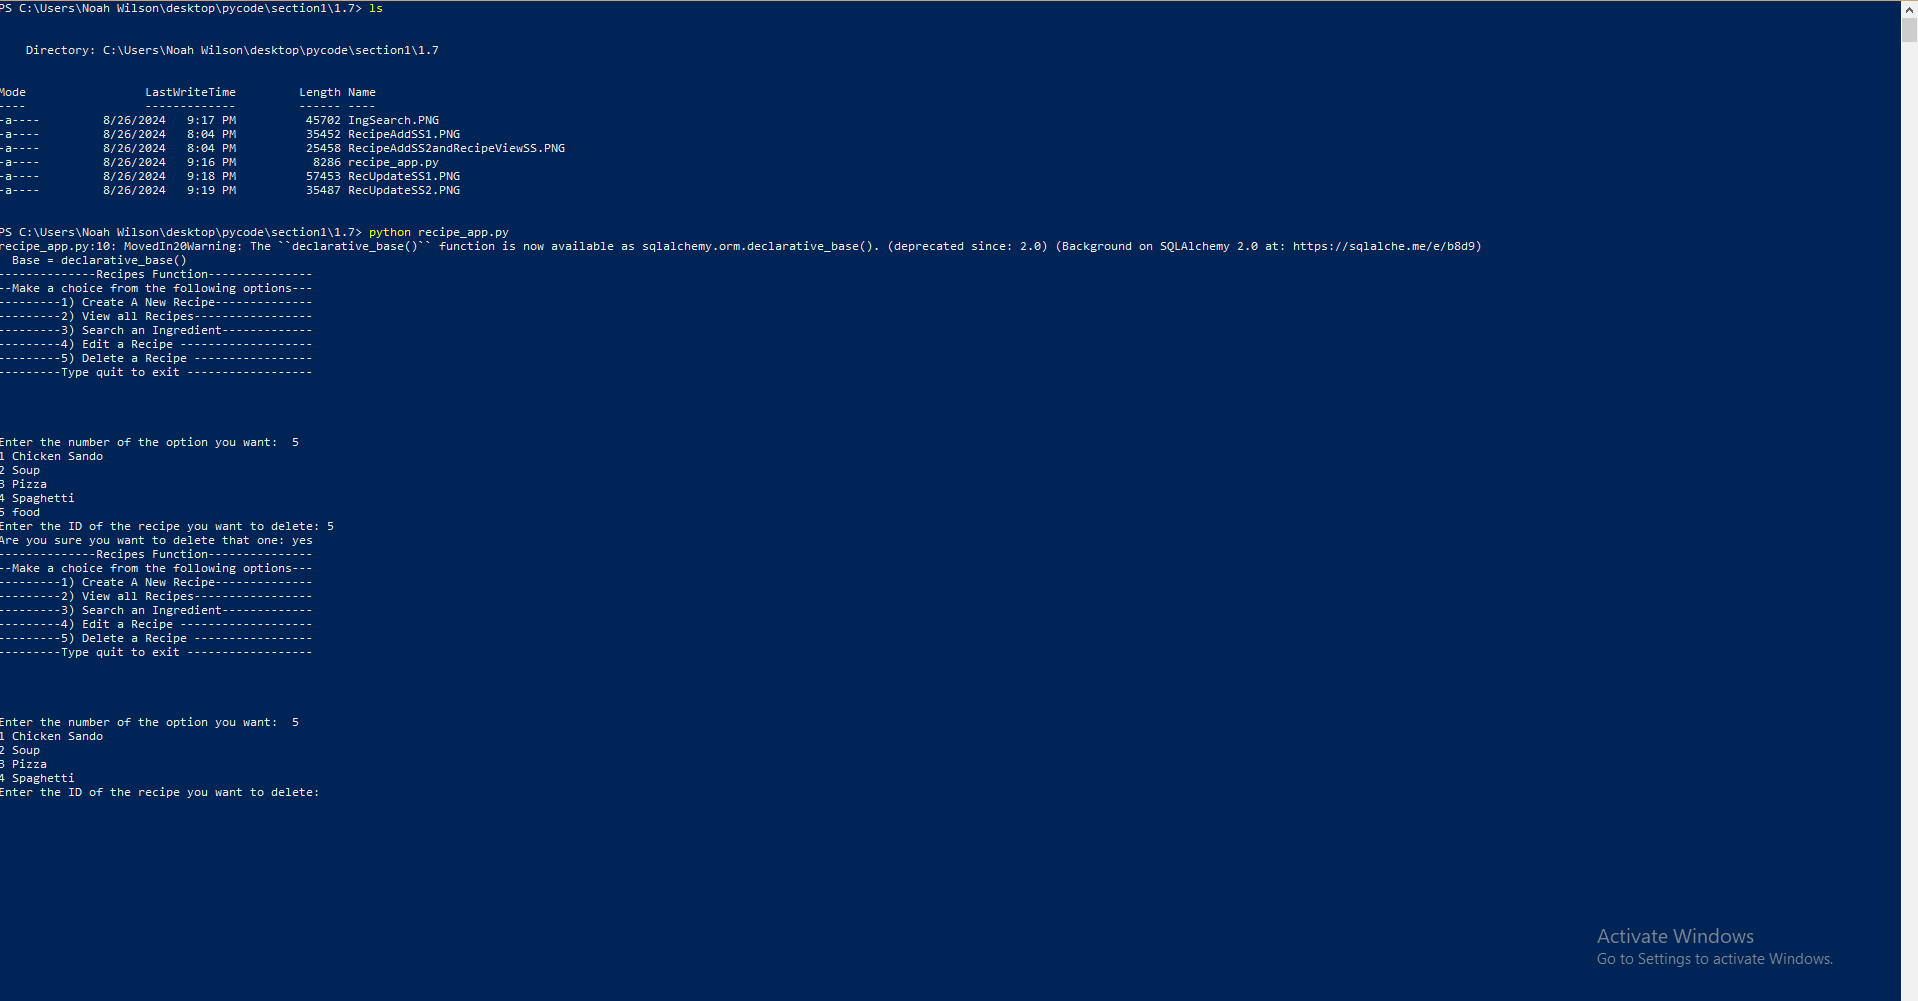 PS C:\Users\Noah Wilson\desktop\pycode\section1\1.7> ls
Directory: C:\Users\Noah Wilson\desktop\pycode\section1\1.7
Mode LastWriteTime Length Name
---- ------------- ------ ----
-a---- 8/26/2024 9:17 PM 45702 IngSearch.PNG
-a---- 8/26/2024 8:04 PM 35452 RecipeAddSS1.PNG
-a---- 8/26/2024 8:04 PM 25458 RecipeAddSS2andRecipeViewSS.PNG
-a---- 8/26/2024 9:16 PM 8286 recipe_app.py
-a---- 8/26/2024 9:18 PM 57453 RecUpdateSS1.PNG
-a---- 8/26/2024 9:19 PM 35487 RecUpdateSS2.PNG
PS C:\Users\Noah Wilson\desktop\pycode\section1\1.7> python recipe_app.py
recipe_app.py:10: MovedIn20Warning: The ``declarative_base()`` function is now available as sqlalchemy.orm.declarative_base(). (deprecated since: 2.0) (Background on SQLAlchemy 2.0 at: https://sqlalche.me/e/b8d9)
Base = declarative_base()
--------------Recipes Function---------------
--Make a choice from the following options---
---------1) Create A New Recipe--------------
---------2) View all Recipes-----------------
---------3) Search an Ingredient-------------
---------4) Edit a Recipe -------------------
---------5) Delete a Recipe -----------------
---------Type quit to exit ------------------
Enter the number of the option you want:  5
1 Chicken Sando
2 Soup
3 Pizza
4 Spaghetti
5 food
Enter the ID of the recipe you want to delete: 5
Are you sure you want to delete that one: yes
--------------Recipes Function---------------
--Make a choice from the following options---
---------1) Create A New Recipe--------------
---------2) View all Recipes-----------------
---------3) Search an Ingredient-------------
---------4) Edit a Recipe -------------------
---------5) Delete a Recipe -----------------
---------Type quit to exit ------------------
Enter the number of the option you want:  5
1 Chicken Sando
2 Soup
3 Pizza
4 Spaghetti
Enter the ID of the recipe you want to delete:
Activate Windows
Go to Settings to activate Windows.